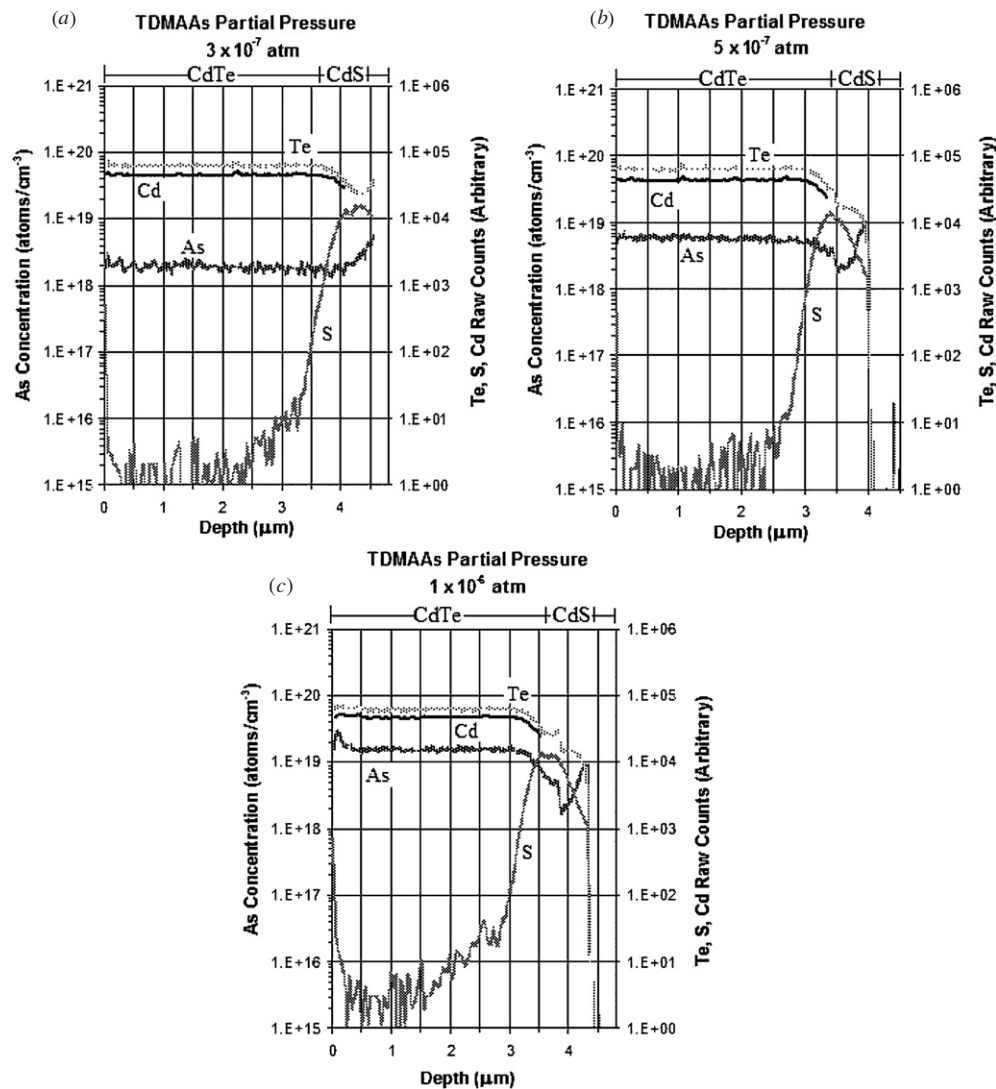 (a)
TDMAAs Partial Pressure
3 x 10-7 atm
CdTe CdS
As Concentration (atoms/cm-3)
1.E+21
1.E+20
1.E+19
1.E+18
1.E+17
1.E+16
1.E+15
Te
Cd
As
S
1.E+06
1.E+05
1.E+04
1.E+03
1.E+02
1.E+01
1.E+00
Te, S, Cd Raw Counts (Arbitrary)
0 1 2 3 4
Depth (µm)
(b)
TDMAAs Partial Pressure
5 x 10-7 atm
CdTe CdS
As Concentration (atoms/cm-3)
1.E+21
1.E+20
1.E+19
1.E+18
1.E+17
1.E+16
1.E+15
Te
Cd
As
S
1.E+06
1.E+05
1.E+04
1.E+03
1.E+02
1.E+01
1.E+00
Te, S, Cd Raw Counts (Arbitrary)
0 1 2 3 4
Depth (µm)
(c)
TDMAAs Partial Pressure
1 x 10-6 atm
CdTe CdS
As Concentration (atoms/cm-3)
1.E+21
1.E+20
1.E+19
1.E+18
1.E+17
1.E+16
1.E+15
Te
Cd
As
S
1.E+06
1.E+05
1.E+04
1.E+03
1.E+02
1.E+01
1.E+00
Te, S, Cd Raw Counts (Arbitrary)
0 1 2 3 4
Depth (µm)